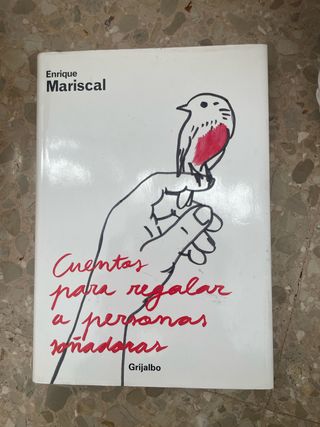 Enrique
Mariscal
Cuentos
para regalar
a personas
soñadoras
Grijalbo